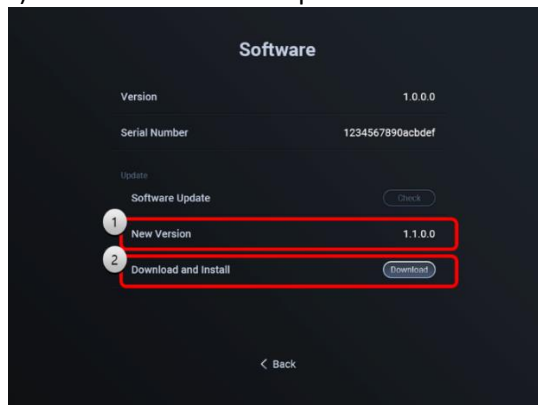 Software
Version 1.0.0.0
Serial Number 1234567890acbdef
Update
Software Update Check
1
New Version 1.1.0.0
2
Download and Install Download
< Back